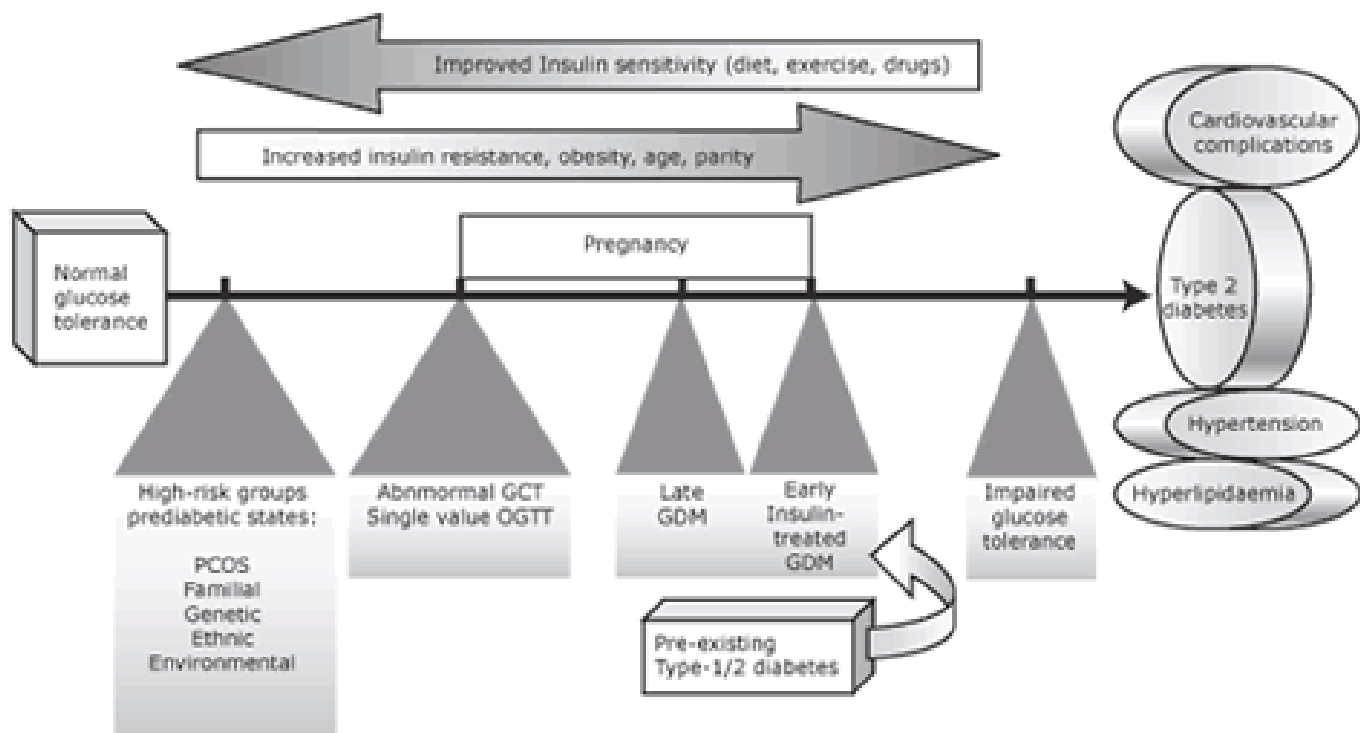 Improved Insulin sensitivity (diet, exercise, drugs)
Increased insulin resistance, obesity, age, parity
Cardiovascular
complications
Pregnancy
Normal
glucose
tolerance
Type 2
diabetes
Hypertension
Hyperlipidaemia
High-risk groups
prediabetic states:
PCOS
Familial
Genetic
Ethnic
Environmental
Abnmormal GCT
Single value OGTT
Late
GDM
Early
Insulin-
treated
GDM
Impaired
glucose
tolerance
Pre-existing
Type-1/2 diabetes